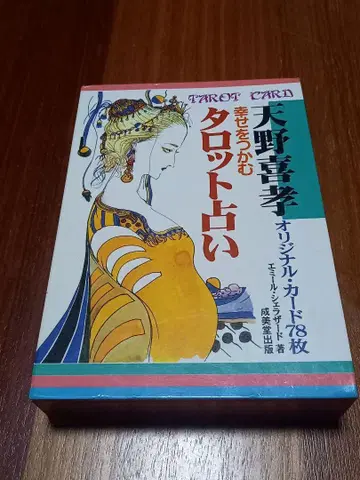 TAROT CARD
天野喜孝
幸せをつかむ
タロット占い
オリジナル・カード78枚
エミール・シェラザード 著
成美堂出版